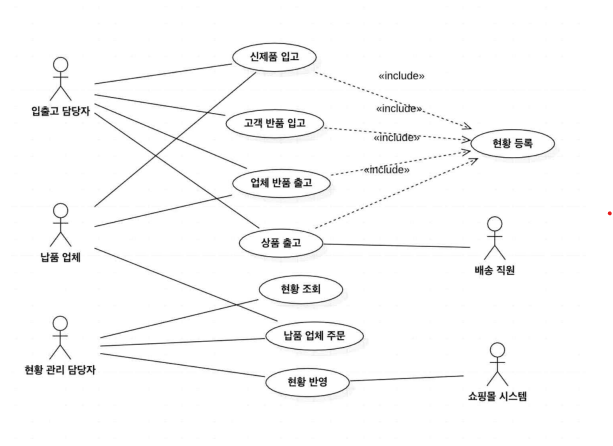 신제품 입고
«include»
입출고 담당자
고객 반품 입고
«include»
«include»
현황 등록
«include»
업체 반품 출고
납품 업체
상품 출고
배송 직원
현황 조회
납품 업체 주문
현황 관리 담당자
현황 반영
쇼핑몰 시스템